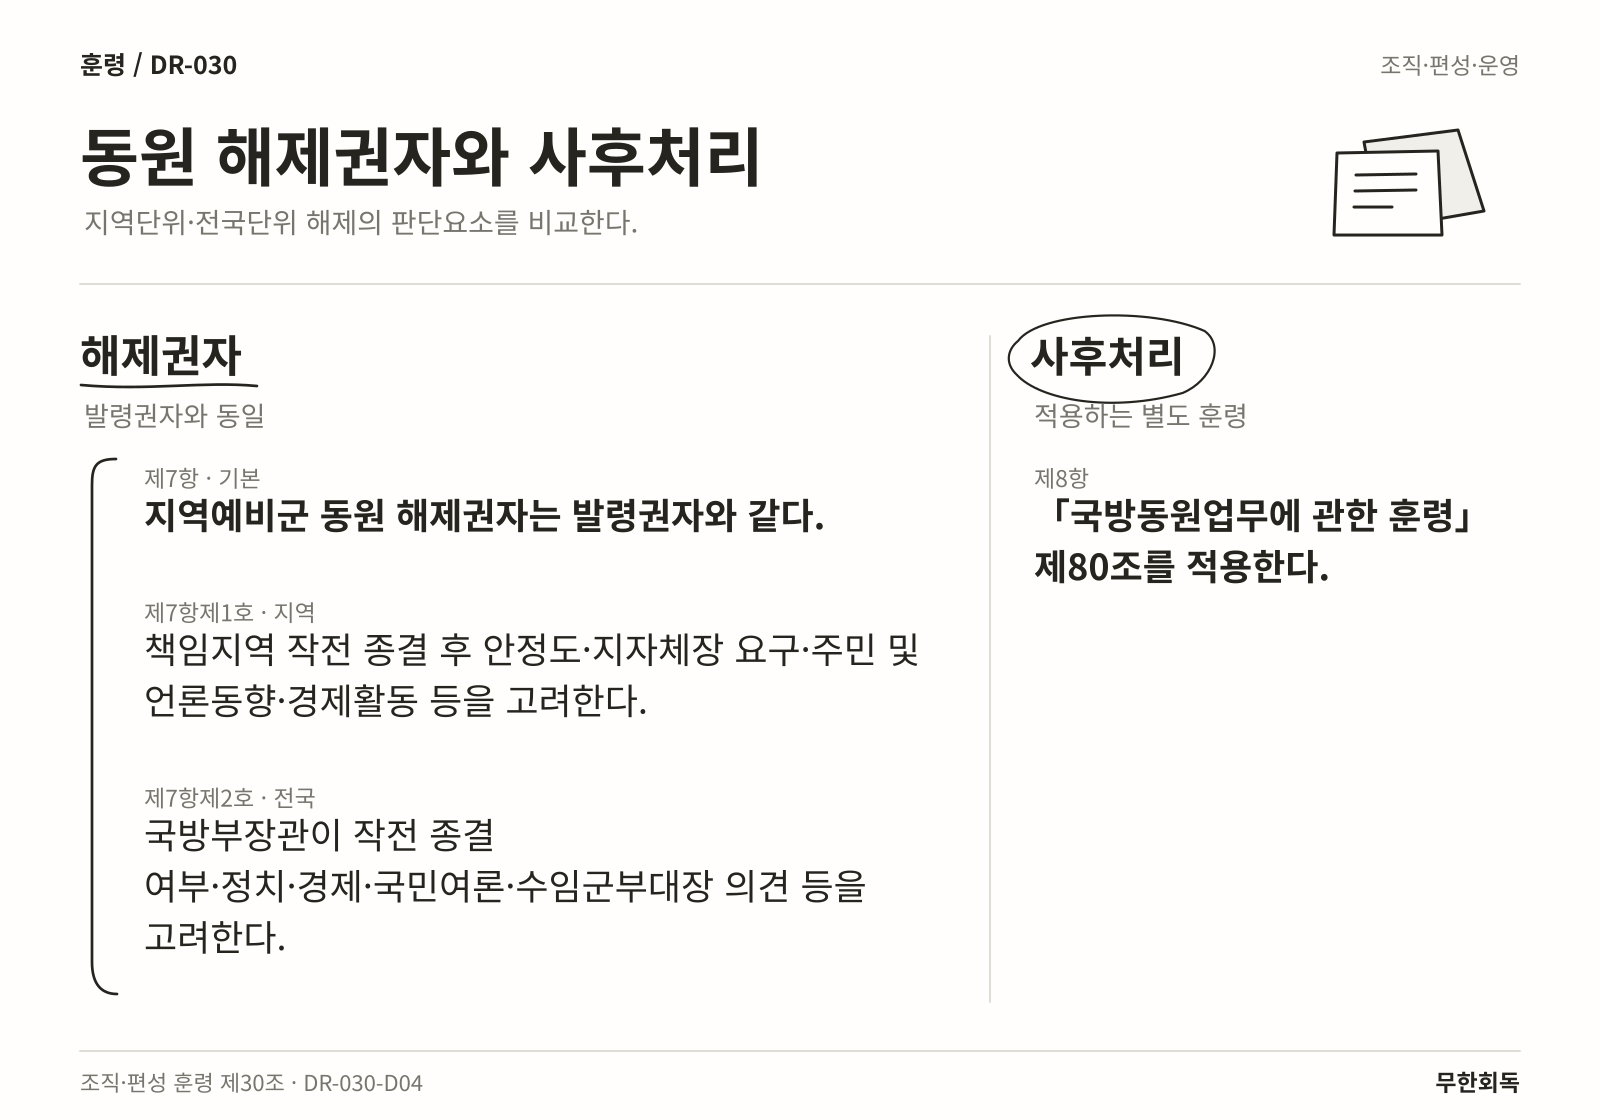 훈령 / DR-030
조직·편성·운영
동원 해제권자와 사후처리
지역단위·전국단위 해제의 판단요소를 비교한다.
해제권자
발령권자와 동일
제7항 · 기본
지역예비군 동원 해제권자는 발령권자와 같다.
제7항제1호 · 지역
책임지역 작전 종결 후 안정도·지자체장 요구·주민 및
언론동향·경제활동 등을 고려한다.
제7항제2호 · 전국
국방부장관이 작전 종결
여부·정치·경제·국민여론·수임군부대장 의견 등을
고려한다.
사후처리
적용하는 별도 훈령
제8항
「국방동원업무에 관한 훈령」
제80조를 적용한다.
조직·편성 훈령 제30조 · DR-030-D04
무한회독